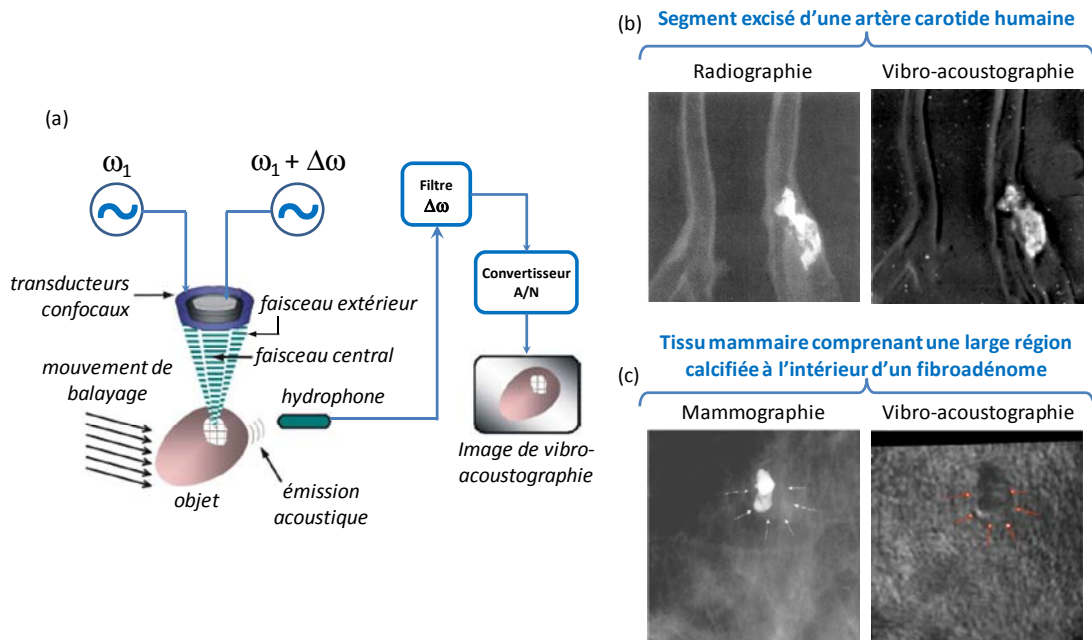 (a)
ω₁
ω₁ + Δω
transducteurs
confocaux
faisceau extérieur
faisceau central
mouvement de
balayage
hydrophone
objet
émission
acoustique
Filtre
Δω
Convertisseur
A/N
Image de vibro-
acoustographie
(b)
Segment excisé d’une artère carotide humaine
Radiographie
Vibro-acoustographie
(c)
Tissu mammaire comprenant une large région
calcifiée à l’intérieur d’un fibroadénome
Mammographie
Vibro-acoustographie